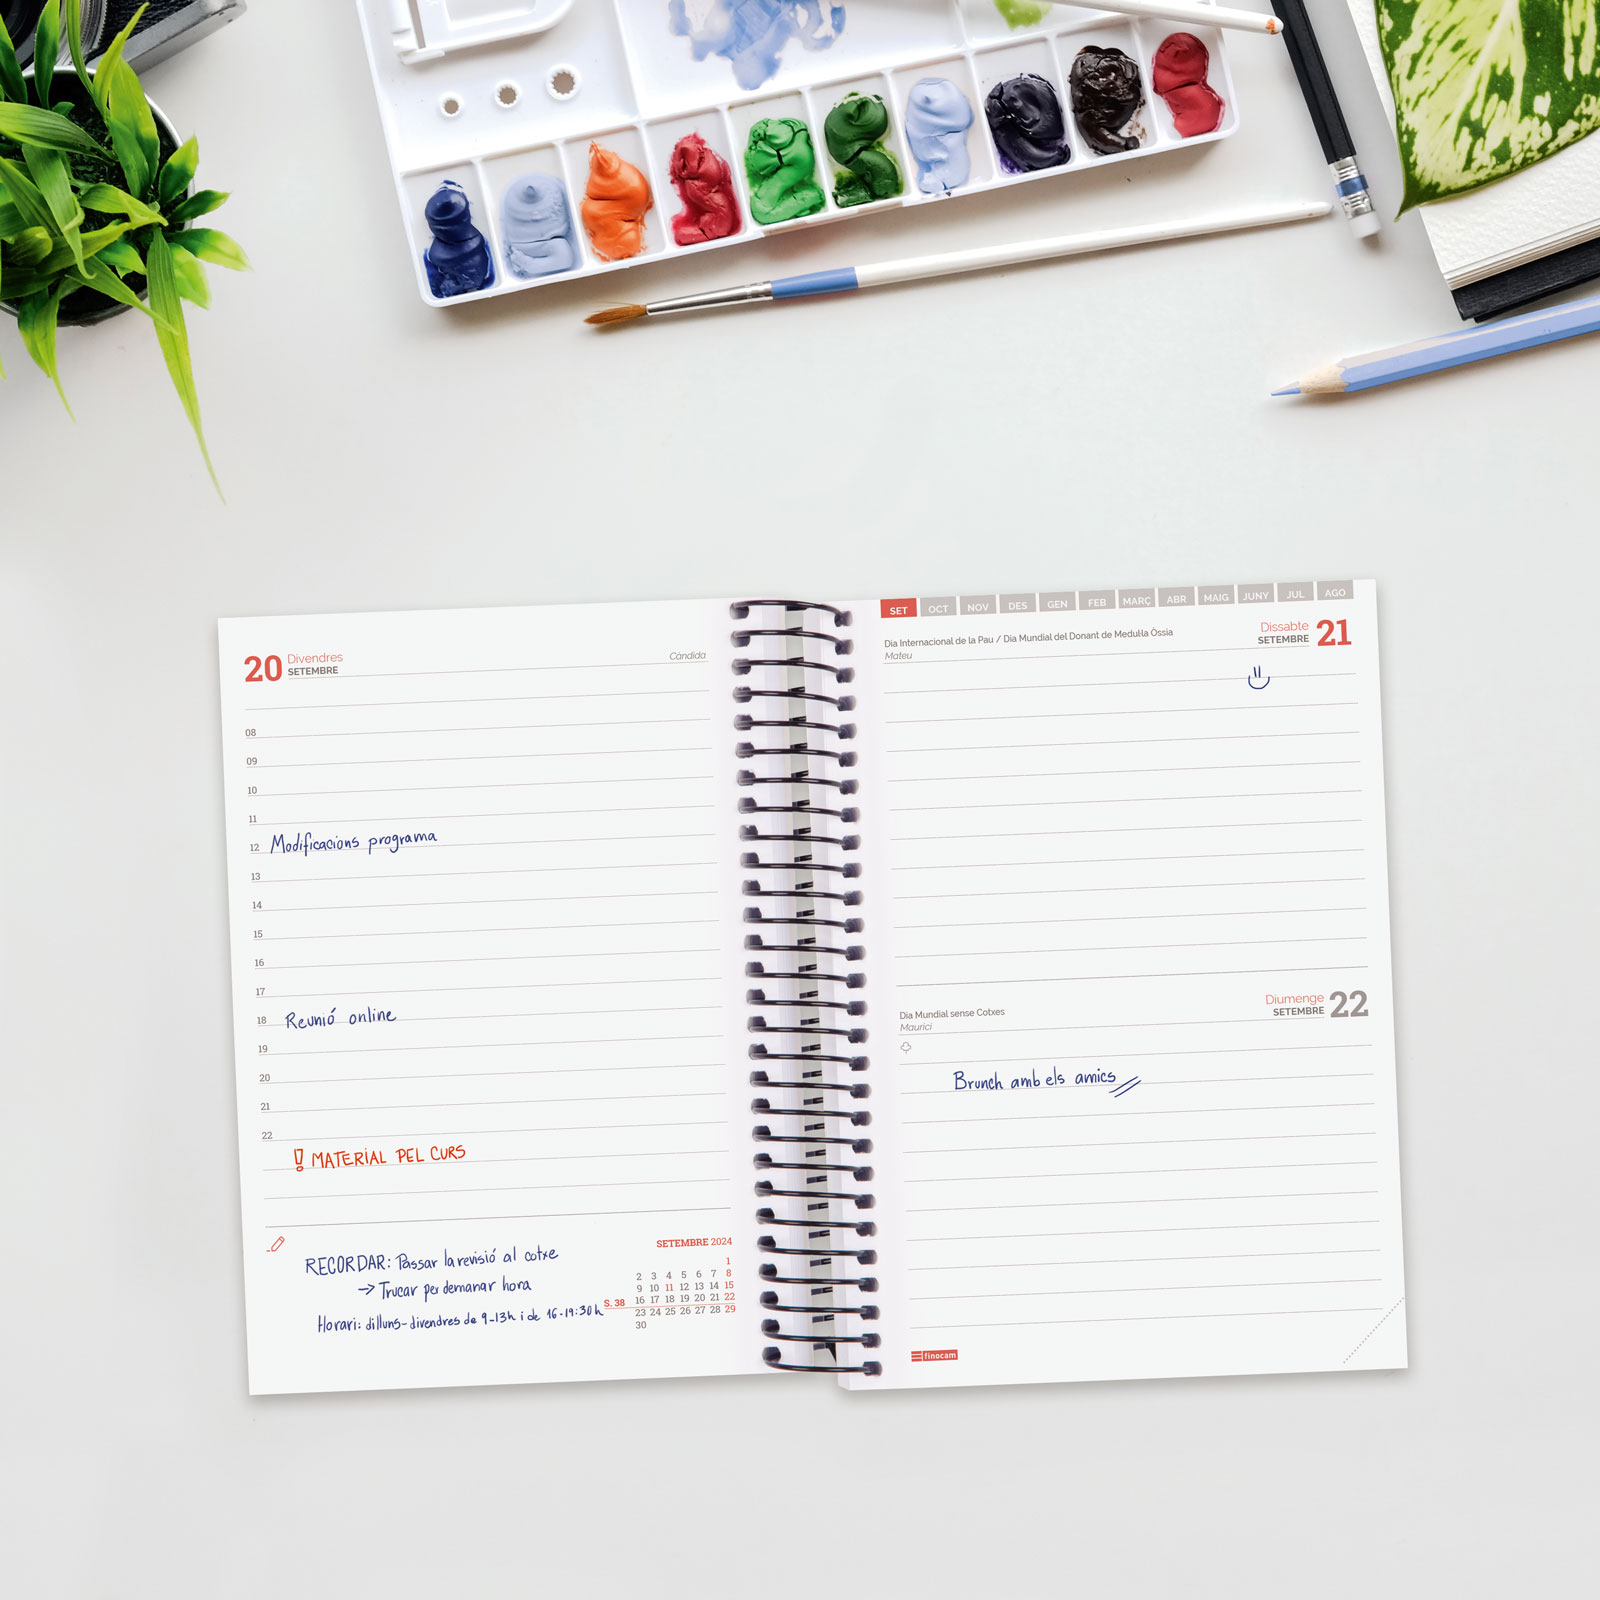 20 Divendres
SETEMBRE
Càndida
08
09
10
11
12 Modificacions programa
13
14
15
16
17
18 Reunió online
19
20
21
22
! MATERIAL PEL CURS
RECORDAR: Passar la revisió al cotxe
→ Trucar per demanar hora
Horari: dilluns-divendres de 9-13h i de 16-19:30h
SETEMBRE 2024
1
2 3 4 5 6 7 8
9 10 11 12 13 14 15
S. 38 16 17 18 19 20 21 22
23 24 25 26 27 28 29
30
SET OCT NOV DES GEN FEB MARÇ ABR MAIG JUNY JUL AGO
Dia Internacional de la Pau / Dia Mundial del Donant de Medul·la Òssia
Mateu
Dissabte 21
SETEMBRE
Dia Mundial sense Cotxes
Maurici
Diumenge 22
SETEMBRE
Brunch amb els amics
finocam